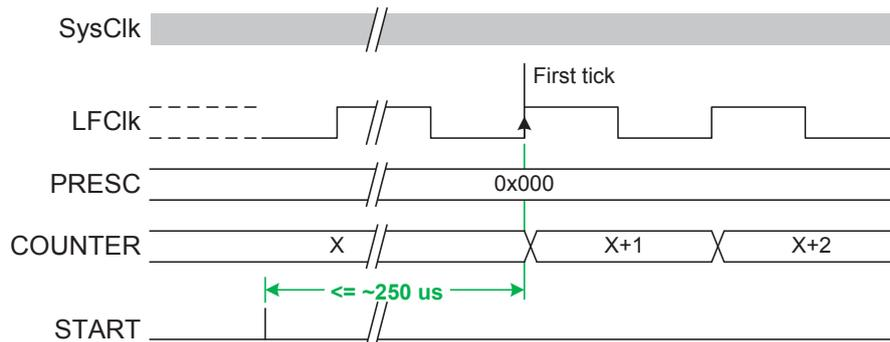 SysClk
First tick
LFClk
PRESC 0x000
COUNTER X X+1 X+2
<= ~250 us
START